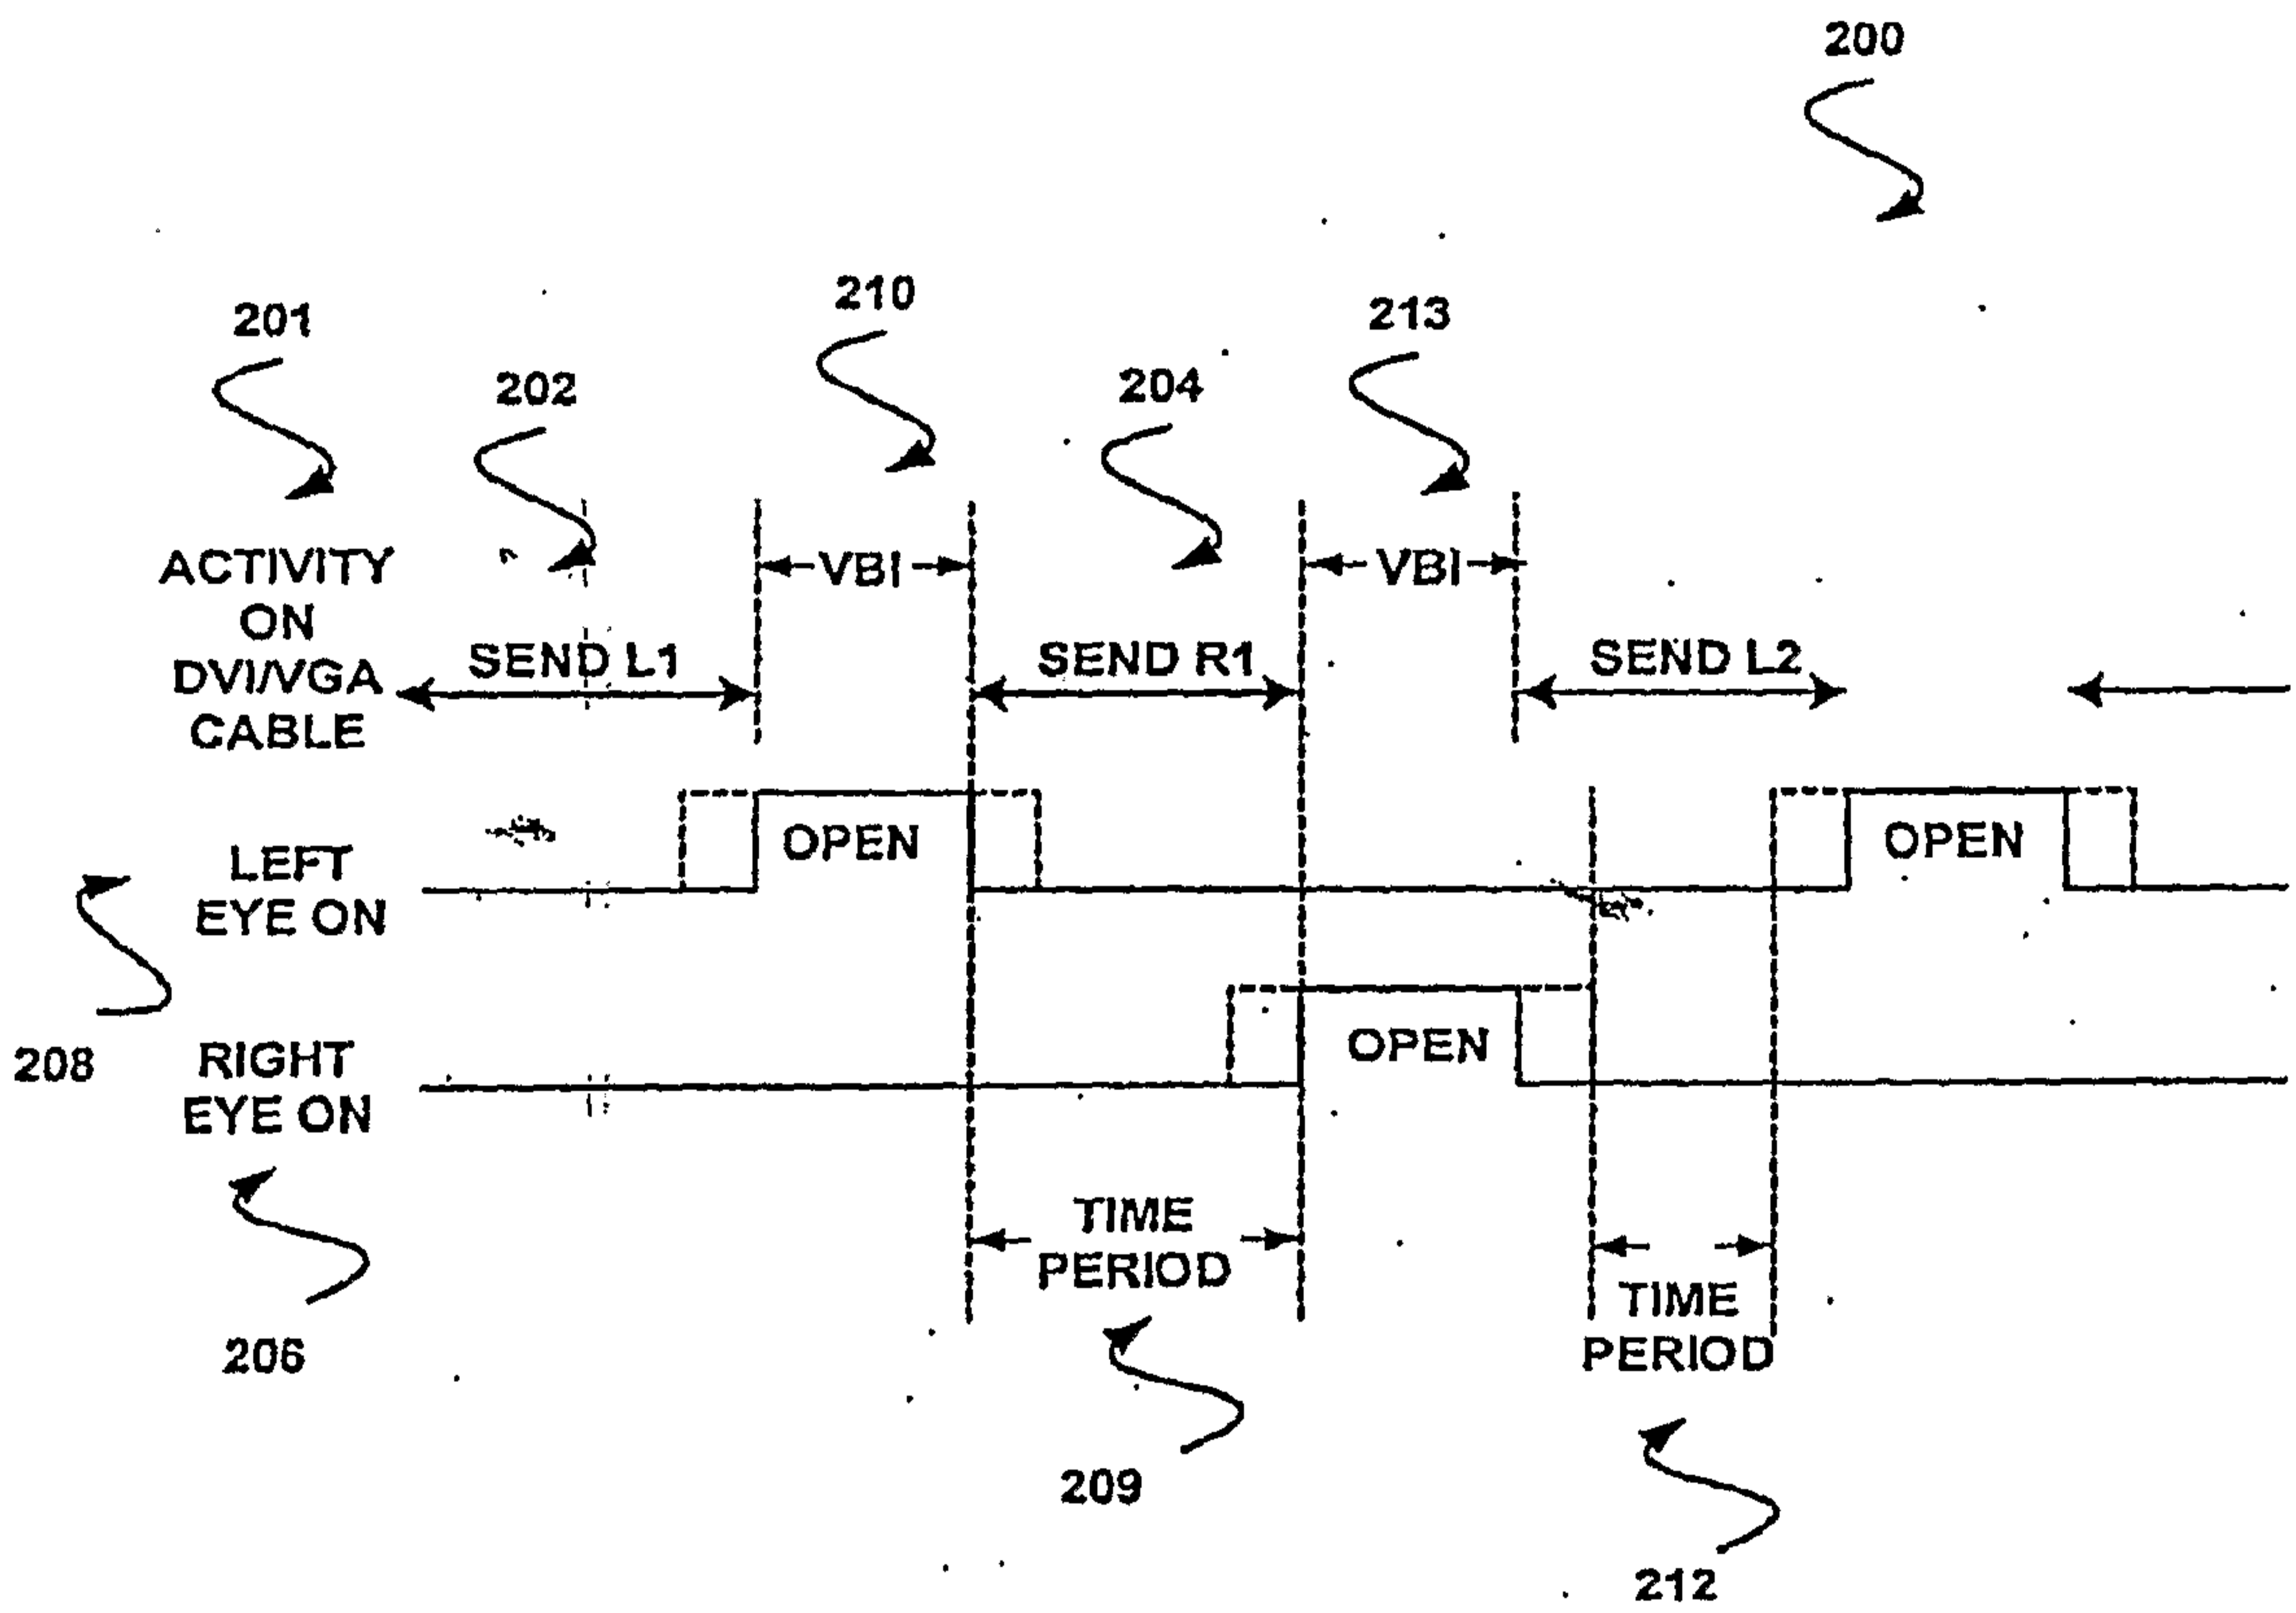 200
201
210
213
202
204
ACTIVITY
ON
DVI/VGA
CABLE
VBI
VBI
SEND L1
SEND R1
SEND L2
LEFT
EYE ON
OPEN
OPEN
208
RIGHT
EYE ON
OPEN
206
TIME
PERIOD
TIME
PERIOD
209
212